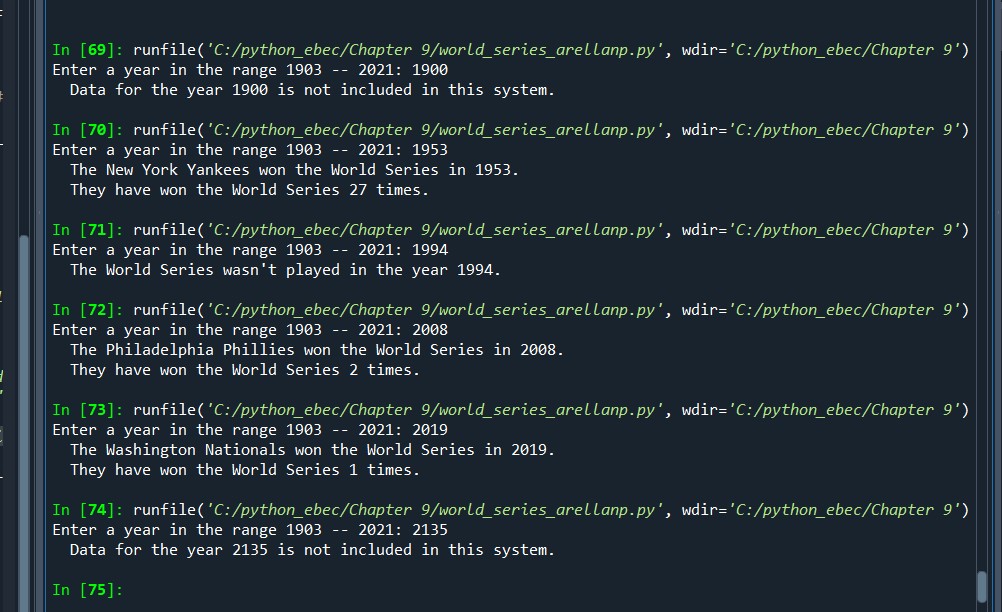 In [69]: runfile('C:/python_ebec/Chapter 9/world_series_arellanp.py', wdir='C:/python_ebec/Chapter 9')
Enter a year in the range 1903 -- 2021: 1900
  Data for the year 1900 is not included in this system.
In [70]: runfile('C:/python_ebec/Chapter 9/world_series_arellanp.py', wdir='C:/python_ebec/Chapter 9')
Enter a year in the range 1903 -- 2021: 1953
  The New York Yankees won the World Series in 1953.
  They have won the World Series 27 times.
In [71]: runfile('C:/python_ebec/Chapter 9/world_series_arellanp.py', wdir='C:/python_ebec/Chapter 9')
Enter a year in the range 1903 -- 2021: 1994
  The World Series wasn't played in the year 1994.
In [72]: runfile('C:/python_ebec/Chapter 9/world_series_arellanp.py', wdir='C:/python_ebec/Chapter 9')
Enter a year in the range 1903 -- 2021: 2008
  The Philadelphia Phillies won the World Series in 2008.
  They have won the World Series 2 times.
In [73]: runfile('C:/python_ebec/Chapter 9/world_series_arellanp.py', wdir='C:/python_ebec/Chapter 9')
Enter a year in the range 1903 -- 2021: 2019
  The Washington Nationals won the World Series in 2019.
  They have won the World Series 1 times.
In [74]: runfile('C:/python_ebec/Chapter 9/world_series_arellanp.py', wdir='C:/python_ebec/Chapter 9')
Enter a year in the range 1903 -- 2021: 2135
  Data for the year 2135 is not included in this system.
In [75]: